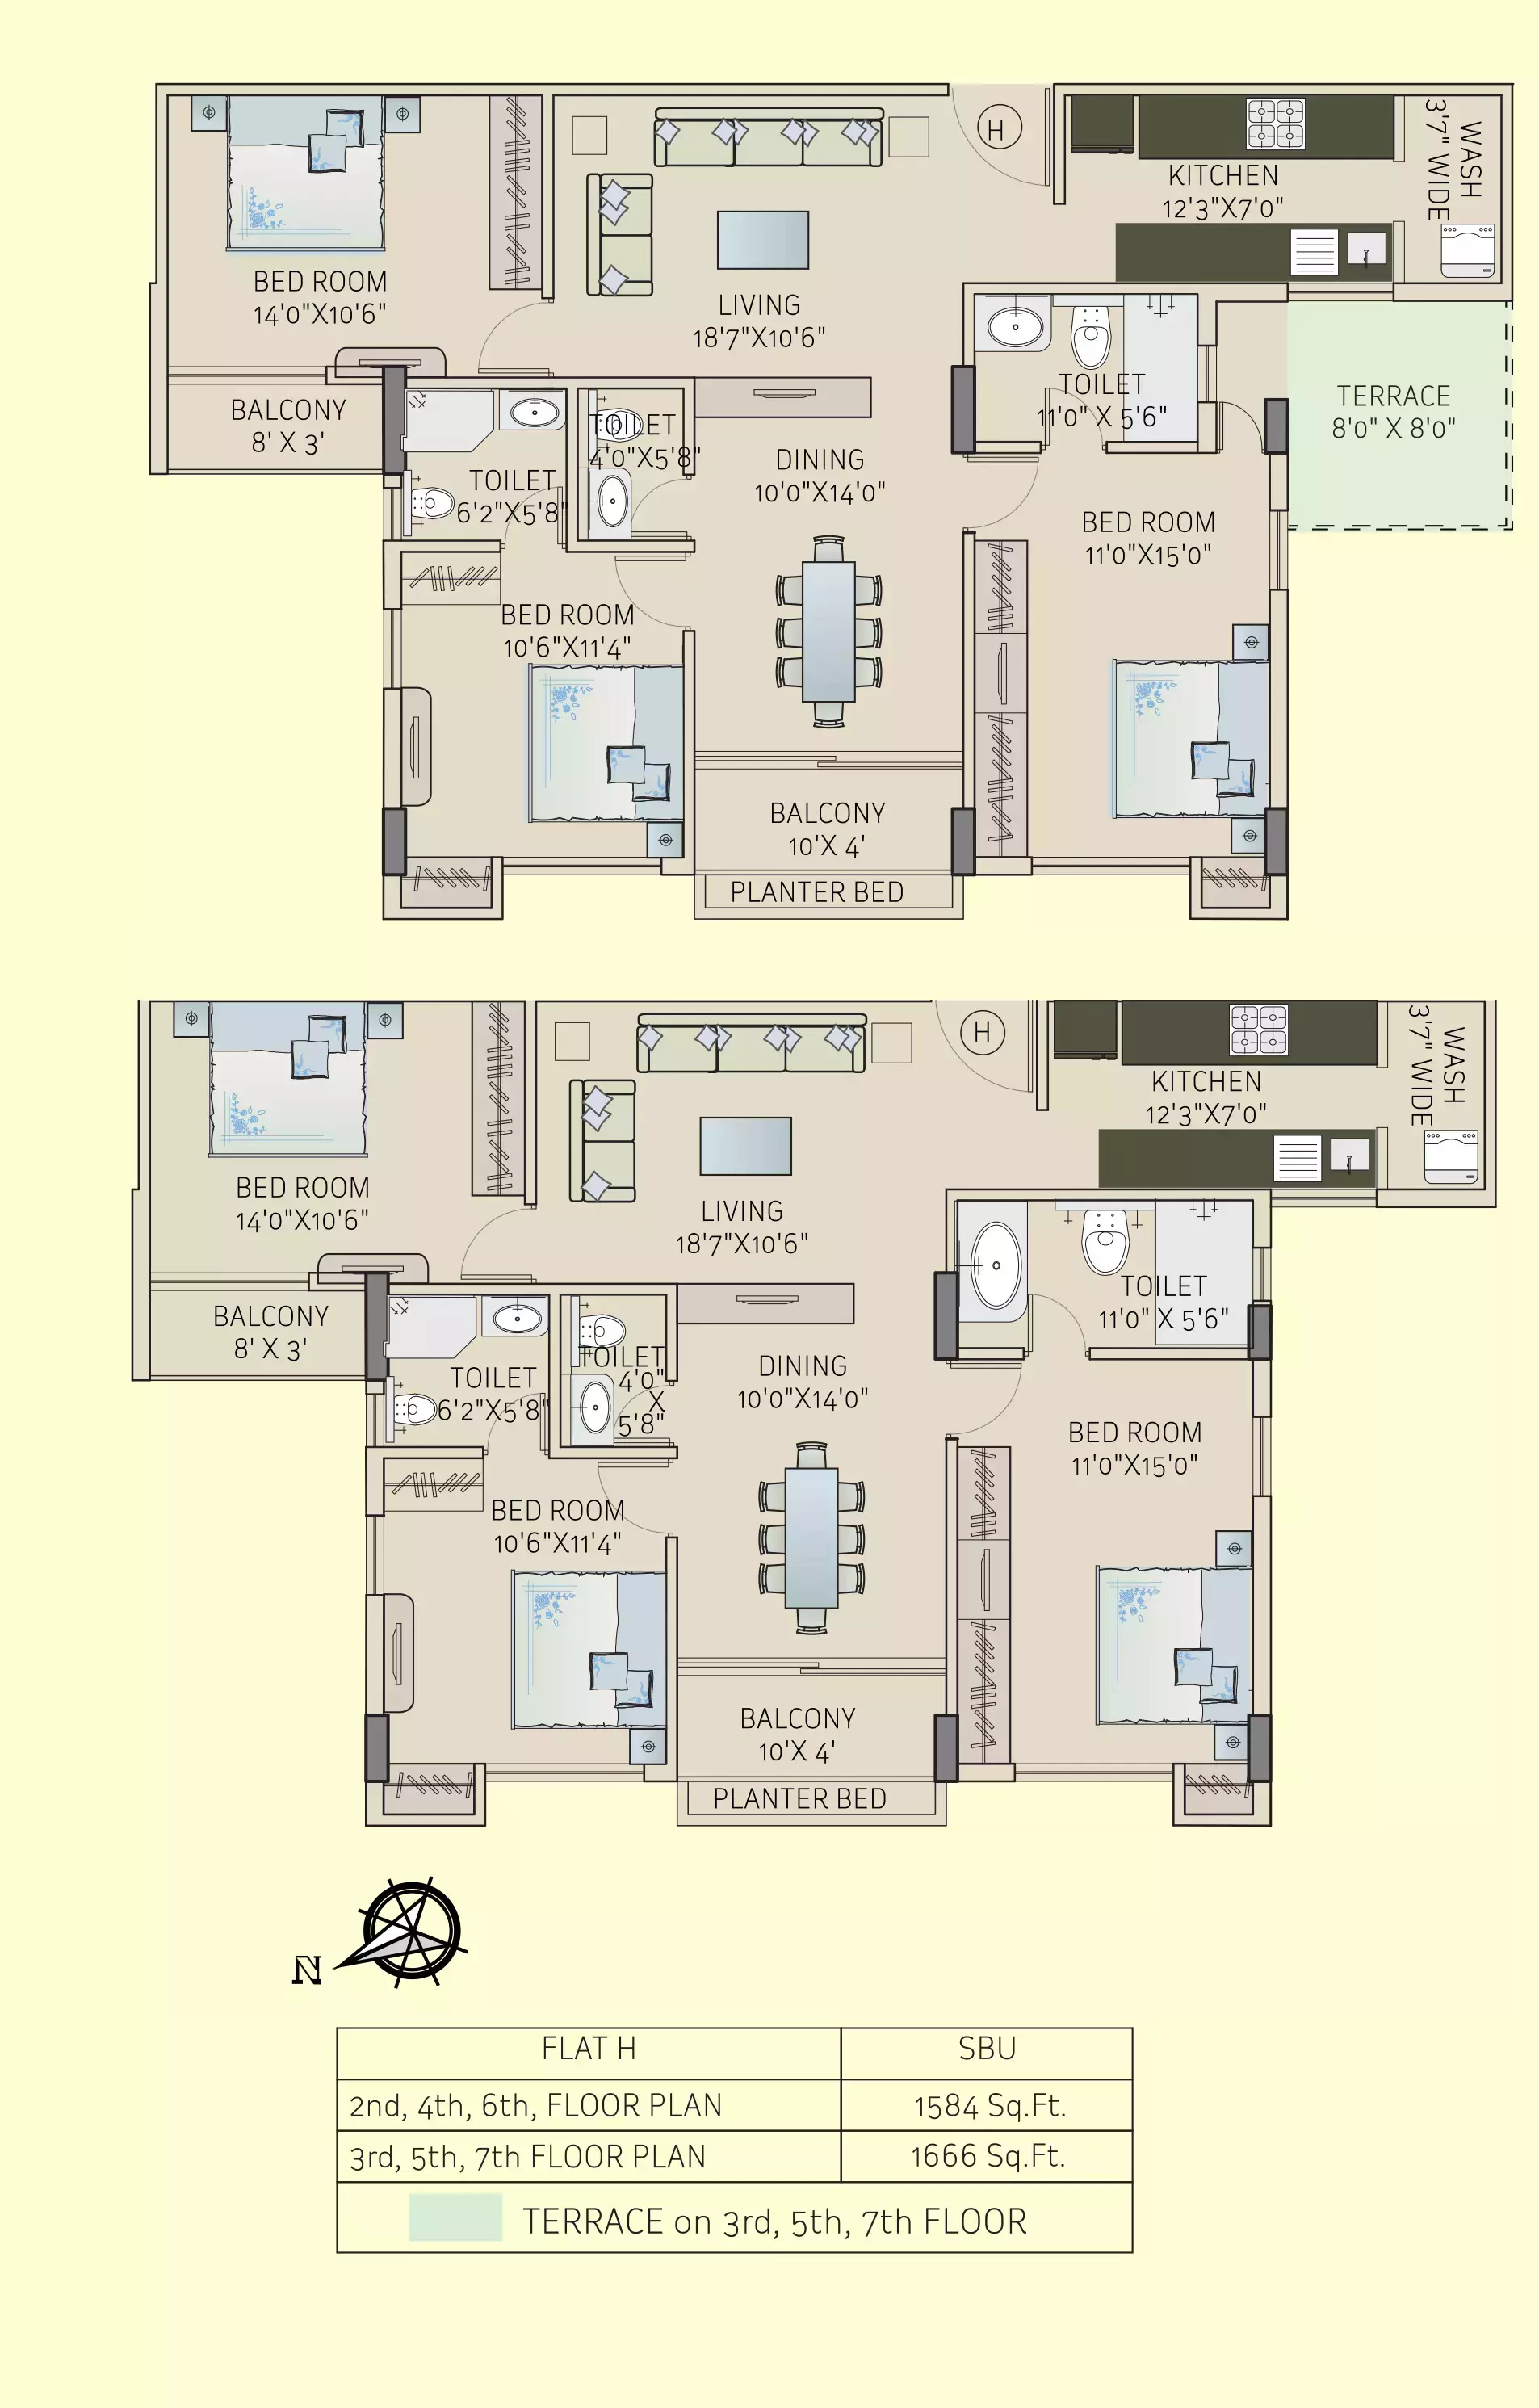 H
KITCHEN
12'3"X7'0"
WASH
3'7" WIDE
BED ROOM
14'0"X10'6"
LIVING
18'7"X10'6"
TOILET
11'0" X 5'6"
TERRACE
8'0" X 8'0"
BALCONY
8' X 3'
TOILET
4'0"X5'8"
TOILET
6'2"X5'8"
DINING
10'0"X14'0"
BED ROOM
11'0"X15'0"
BED ROOM
10'6"X11'4"
BALCONY
10'X 4'
PLANTER BED
H
KITCHEN
12'3"X7'0"
WASH
3'7" WIDE
BED ROOM
14'0"X10'6"
LIVING
18'7"X10'6"
TOILET
11'0" X 5'6"
BALCONY
8' X 3'
TOILET
4'0"
X
5'8"
TOILET
6'2"X5'8"
DINING
10'0"X14'0"
BED ROOM
11'0"X15'0"
BED ROOM
10'6"X11'4"
BALCONY
10'X 4'
PLANTER BED
N
FLAT H SBU
2nd, 4th, 6th, FLOOR PLAN 1584 Sq.Ft.
3rd, 5th, 7th FLOOR PLAN 1666 Sq.Ft.
TERRACE on 3rd, 5th, 7th FLOOR